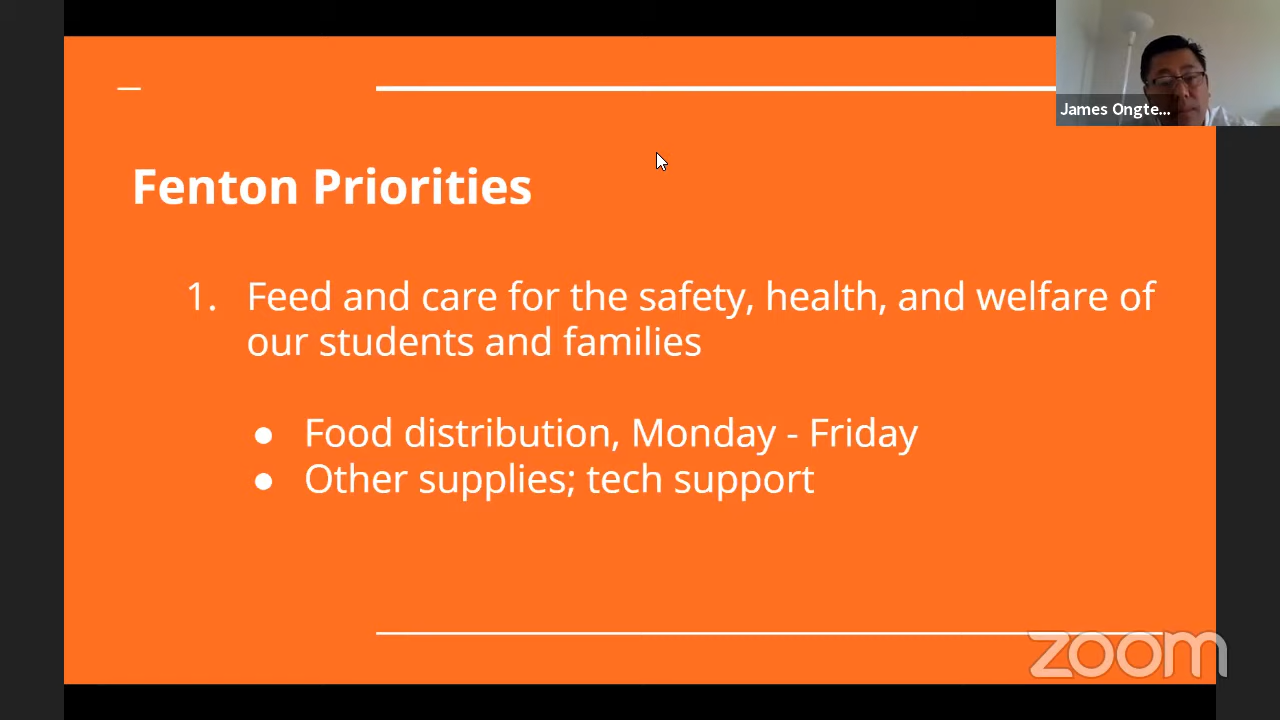 James Ongte...
Fenton Priorities
1. Feed and care for the safety, health, and welfare of
our students and families
● Food distribution, Monday - Friday
● Other supplies; tech support
zoom